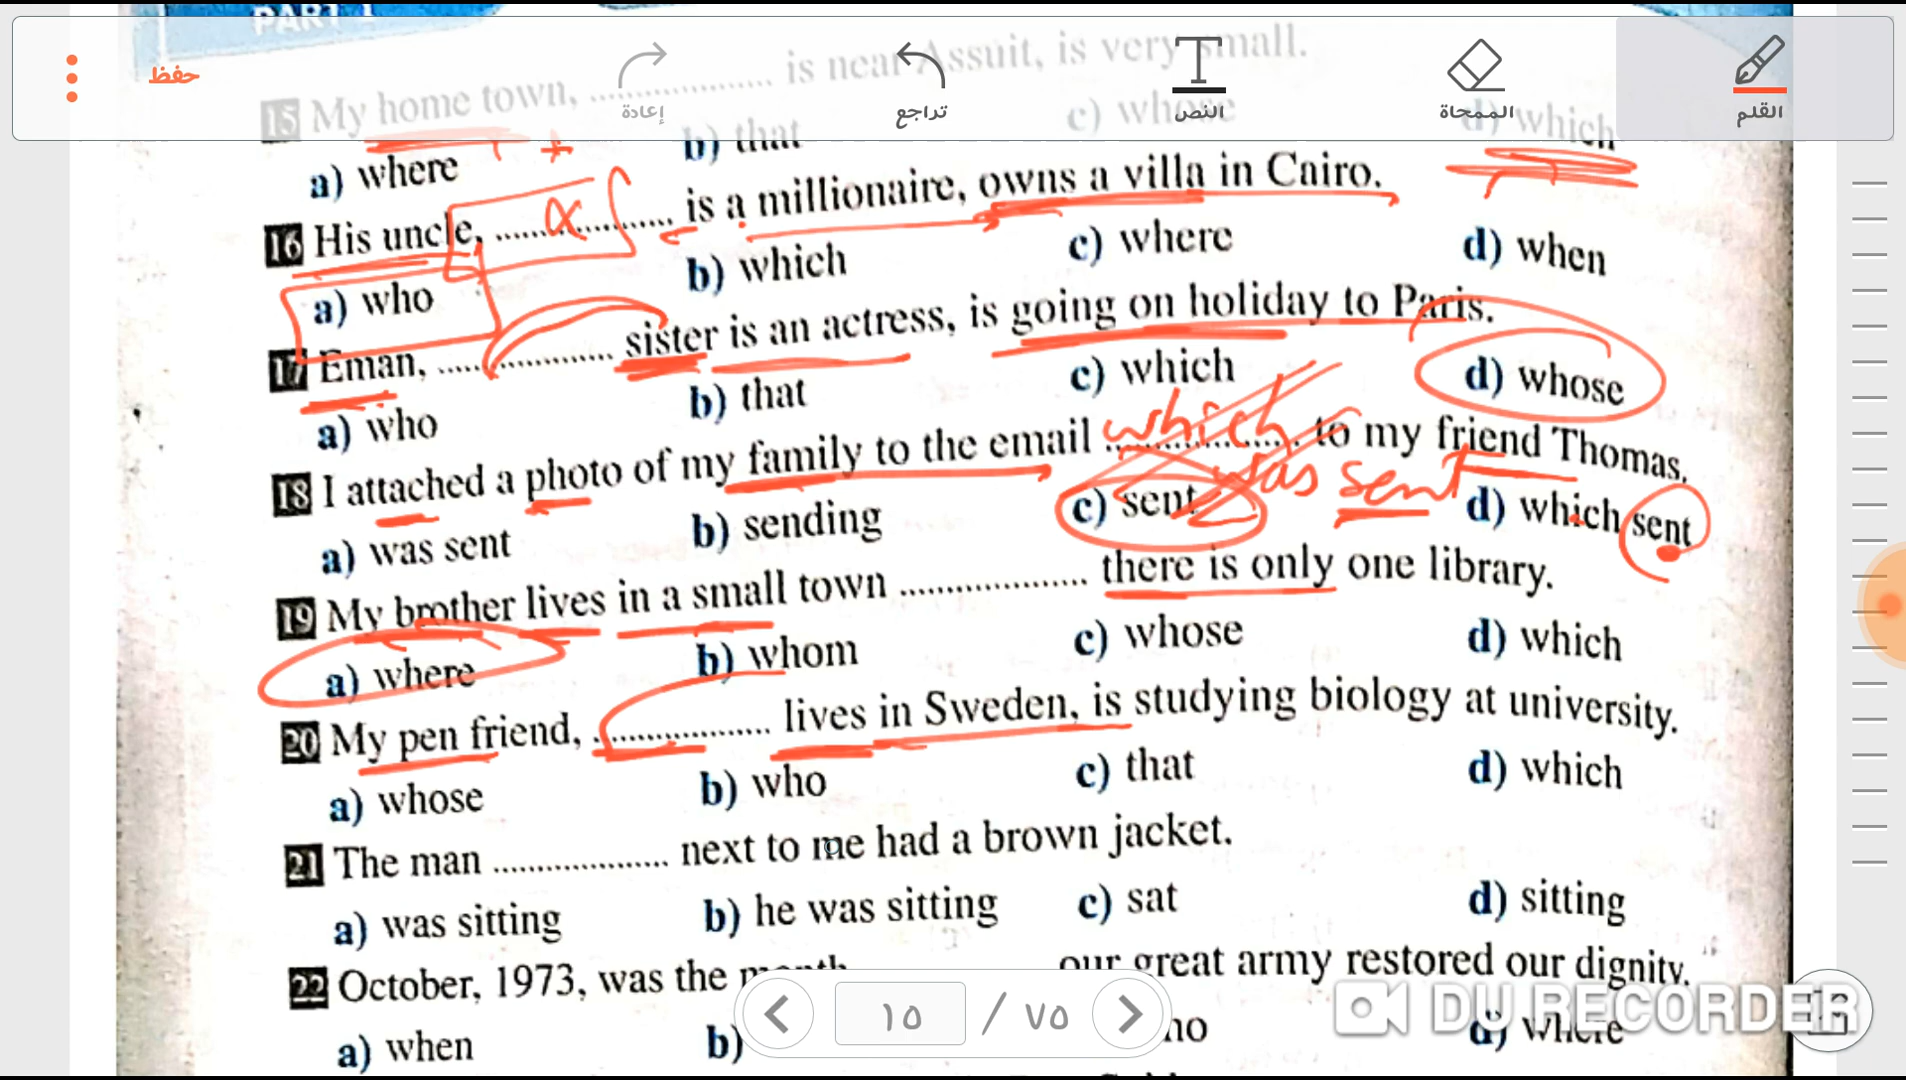 PART 1
حفظ
إعادة
تراجع
النص
الممحاة
القلم
15 My home town, .................... is near Assuit, is very small.
a) where b) that c) whose d) which
16 His uncle, .................... is a millionaire, owns a villa in Cairo.
a) who b) which c) where d) when
17 Eman, .................... sister is an actress, is going on holiday to Paris.
a) who b) that c) which d) whose
18 I attached a photo of my family to the email .................... to my friend Thomas.
which
was sent
a) was sent b) sending c) sent d) which sent
19 My brother lives in a small town .................... there is only one library.
a) where b) whom c) whose d) which
20 My pen friend, .................... lives in Sweden, is studying biology at university.
a) whose b) who c) that d) which
21 The man .................... next to me had a brown jacket.
a) was sitting b) he was sitting c) sat d) sitting
22 October, 1973, was the month our great army restored our dignity.
a) when b) d) where
١٥ / ٧٥
DU RECORDER